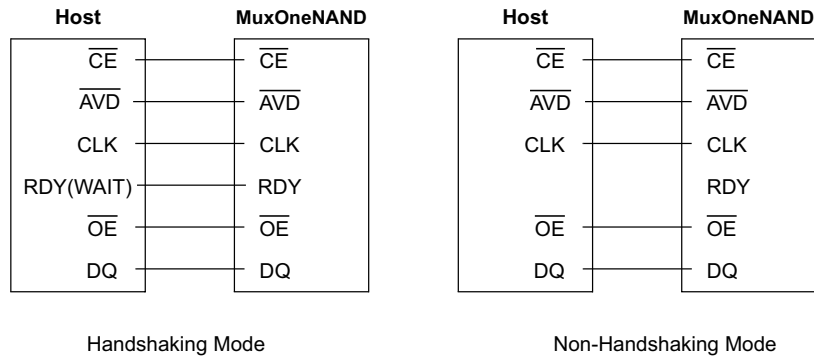 Host MuxOneNAND
CE CE
AVD AVD
CLK CLK
RDY(WAIT) RDY
OE OE
DQ DQ
Handshaking Mode
Host MuxOneNAND
CE CE
AVD AVD
CLK CLK
RDY
OE OE
DQ DQ
Non-Handshaking Mode